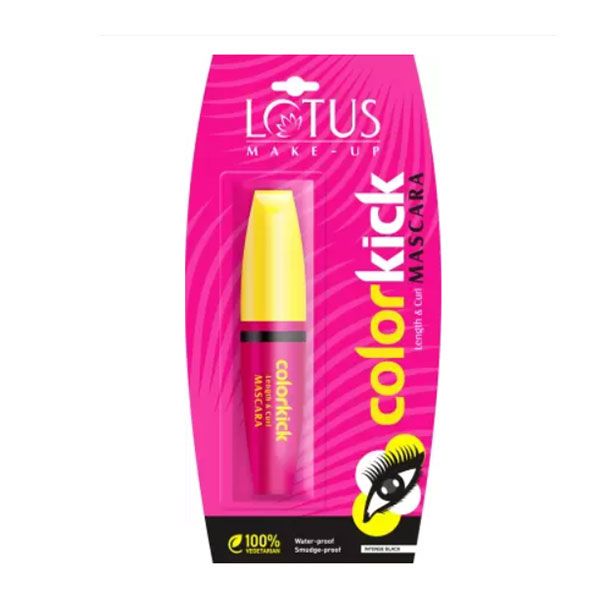 LOTUS
MAKE-UP
colorkick
MASCARA
Length & Curl
colorkick
Length & Curl
MASCARA
100%
VEGETARIAN
Water-proof
Smudge-proof
INTENSE BLACK